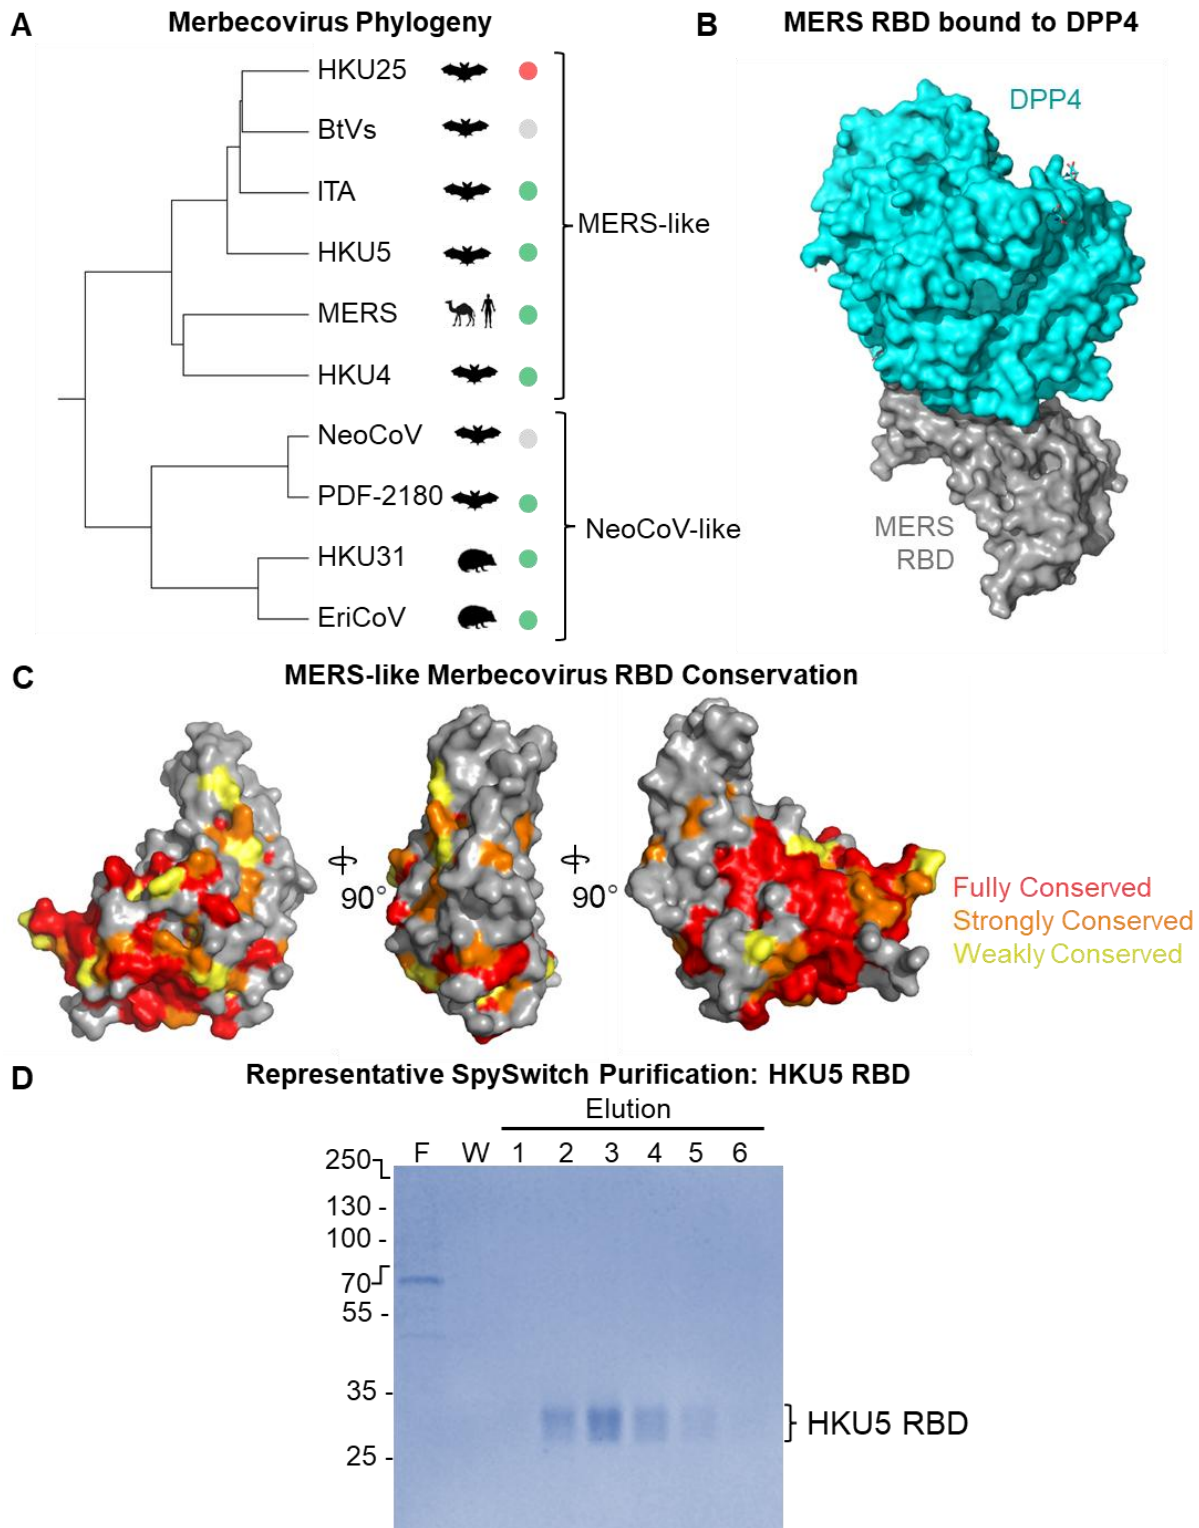 A Merbecovirus Phylogeny
HKU25
BtVs
ITA
HKU5
MERS
HKU4
NeoCoV
PDF-2180
HKU31
EriCoV
MERS-like
NeoCoV-like
B MERS RBD bound to DPP4
DPP4
MERS
RBD
C MERS-like Merbecovirus RBD Conservation
90°
90°
Fully Conserved
Strongly Conserved
Weakly Conserved
D Representative SpySwitch Purification: HKU5 RBD
Elution
F W 1 2 3 4 5 6
250
130 -
100 -
70
55 -
35 -
25 -
HKU5 RBD